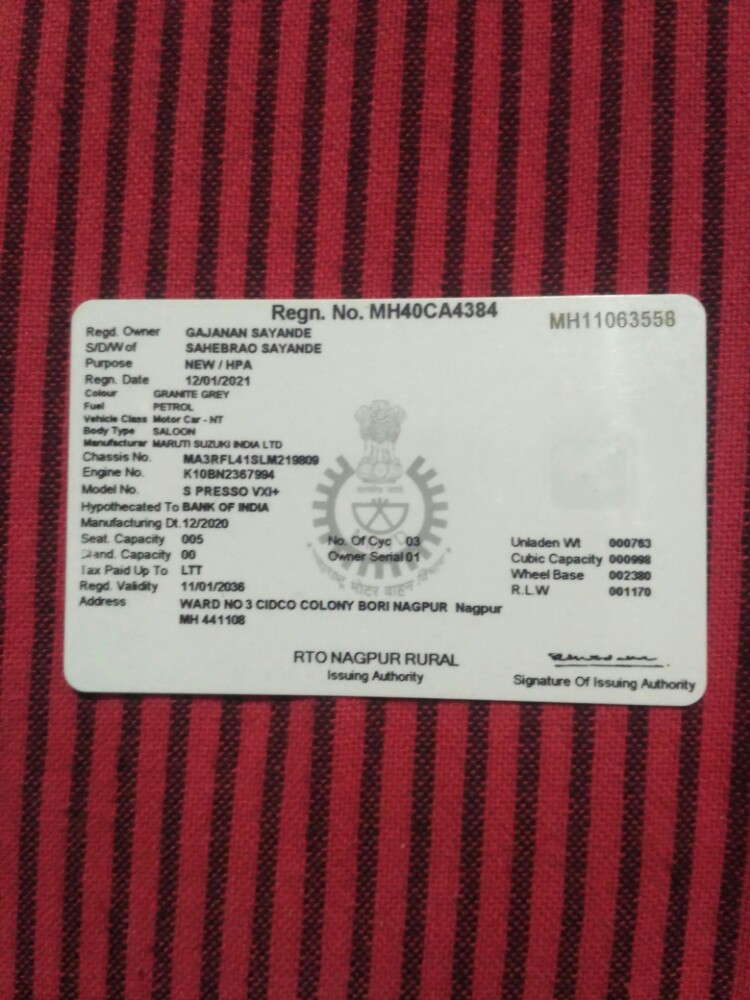 Regn. No. MH40CA4384
MH11063558
Regd. Owner GAJANAN SAYANDE
S/D/W of SAHEBRAO SAYANDE
Purpose NEW / HPA
Regn. Date 12/01/2021
Colour GRANITE GREY
Fuel PETROL
Vehicle Class Motor Car - NT
Body Type SALOON
Manufacturar MARUTI SUZUKI INDIA LTD
Chassis No. MA3RFL41SLM219809
Engine No. K10BN2367994
Model No. S PRESSO VXI+
Hypothecated To BANK OF INDIA
Manufacturing Dt. 12/2020
Seat. Capacity 005 No. Of Cyc 03 Unladen Wt 000763
Stand. Capacity 00 Owner Serial 01 Cubic Capacity 000998
Tax Paid Up To LTT Wheel Base 002380
Regd. Validity 11/01/2036 R.L.W 001170
Address WARD NO 3 CIDCO COLONY BORI NAGPUR Nagpur
MH 441108
RTO NAGPUR RURAL
Issuing Authority
Signature Of Issuing Authority